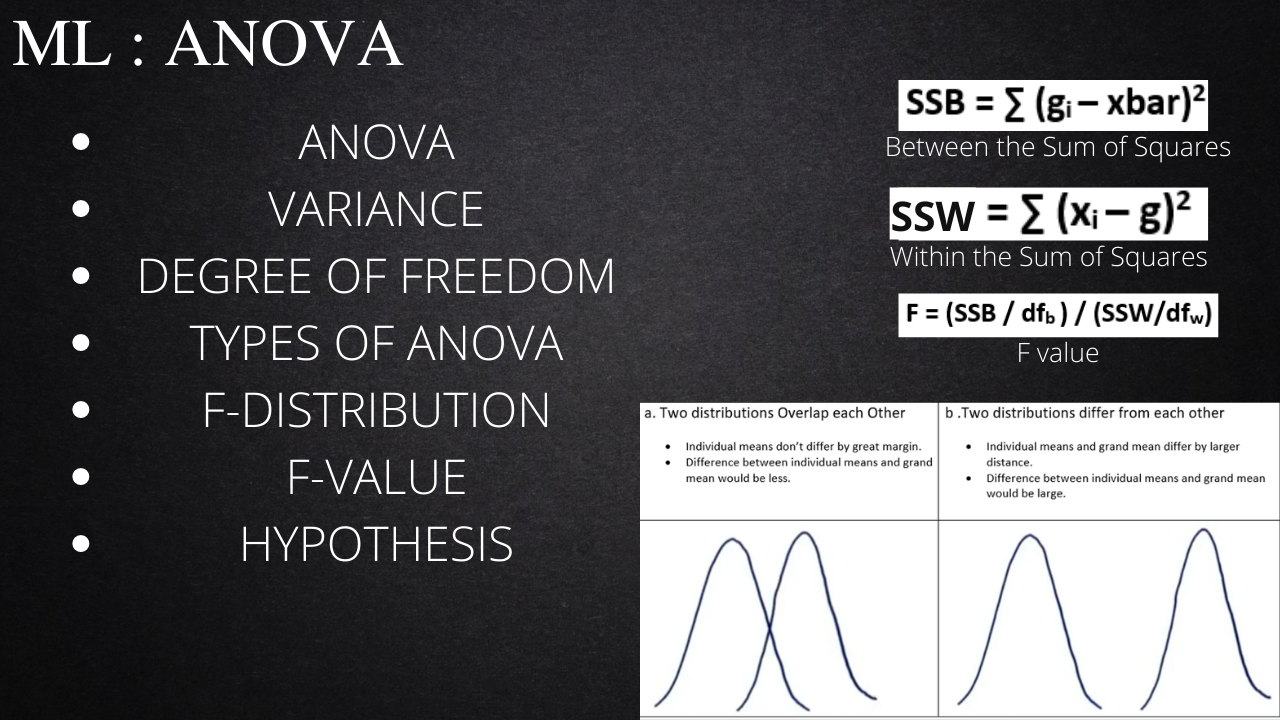 ML : ANOVA
ANOVA
VARIANCE
DEGREE OF FREEDOM
TYPES OF ANOVA
F-DISTRIBUTION
F-VALUE
HYPOTHESIS
SSB = ∑ (gᵢ – xbar)²
Between the Sum of Squares
SSW = ∑ (xᵢ – g)²
Within the Sum of Squares
F = (SSB / df_b ) / (SSW/df_w)
F value
a. Two distributions Overlap each Other
Individual means don't differ by great margin.
Difference between individual means and grand
mean would be less.
b .Two distributions differ from each other
Individual means and grand mean differ by larger
distance.
Difference between individual means and grand mean
would be large.